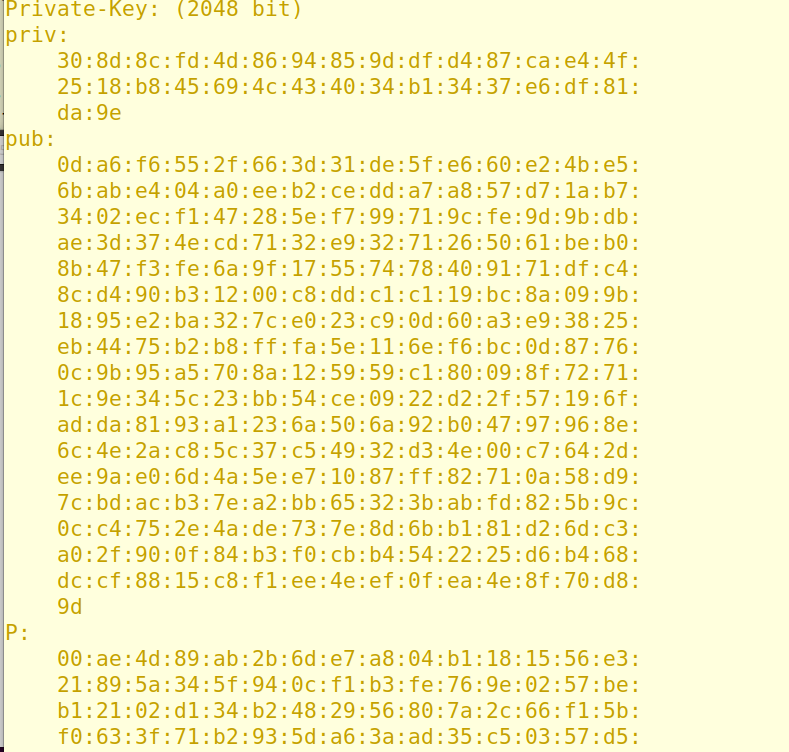 Private-Key: (2048 bit)
priv:
30:8d:8c:fd:4d:86:94:85:9d:df:d4:87:ca:e4:4f:
25:18:b8:45:69:4c:43:40:34:b1:34:37:e6:df:81:
da:9e
pub:
0d:a6:f6:55:2f:66:3d:31:de:5f:e6:60:e2:4b:e5:
6b:ab:e4:04:a0:ee:b2:ce:dd:a7:a8:57:d7:1a:b7:
34:02:ec:f1:47:28:5e:f7:99:71:9c:fe:9d:9b:db:
ae:3d:37:4e:cd:71:32:e9:32:71:26:50:61:be:b0:
8b:47:f3:fe:6a:9f:17:55:74:78:40:91:71:df:c4:
8c:d4:90:b3:12:00:c8:dd:c1:c1:19:bc:8a:09:9b:
18:95:e2:ba:32:7c:e0:23:c9:0d:60:a3:e9:38:25:
eb:44:75:b2:b8:ff:fa:5e:11:6e:f6:bc:0d:87:76:
0c:9b:95:a5:70:8a:12:59:59:c1:80:09:8f:72:71:
1c:9e:34:5c:23:bb:54:ce:09:22:d2:2f:57:19:6f:
ad:da:81:93:a1:23:6a:50:6a:92:b0:47:97:96:8e:
6c:4e:2a:c8:5c:37:c5:49:32:d3:4e:00:c7:64:2d:
ee:9a:e0:6d:4a:5e:e7:10:87:ff:82:71:0a:58:d9:
7c:bd:ac:b3:7e:a2:bb:65:32:3b:ab:fd:82:5b:9c:
0c:c4:75:2e:4a:de:73:7e:8d:6b:b1:81:d2:6d:c3:
a0:2f:90:0f:84:b3:f0:cb:b4:54:22:25:d6:b4:68:
dc:cf:88:15:c8:f1:ee:4e:ef:0f:ea:4e:8f:70:d8:
9d
P:
00:ae:4d:89:ab:2b:6d:e7:a8:04:b1:18:15:56:e3:
21:89:5a:34:5f:94:0c:f1:b3:fe:76:9e:02:57:be:
b1:21:02:d1:34:b2:48:29:56:80:7a:2c:66:f1:5b:
f0:63:3f:71:b2:93:5d:a6:3a:ad:35:c5:03:57:d5: